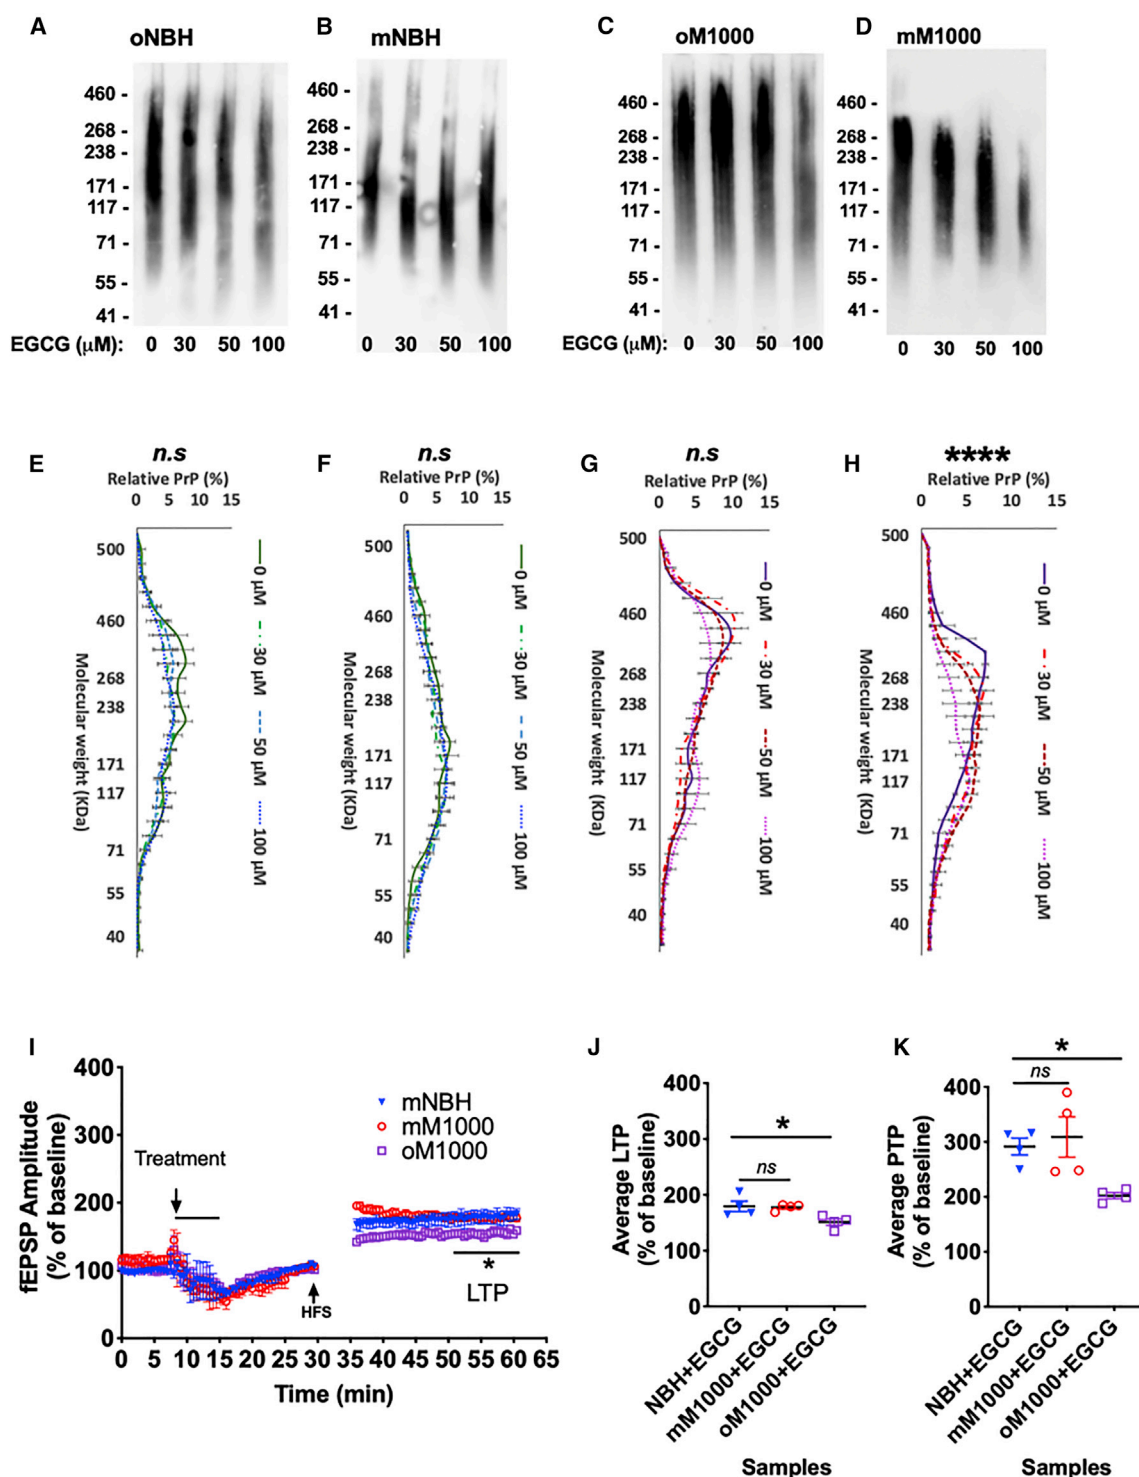 A
oNBH
460 -
268 -
238 -
171 -
117 -
71 -
55 -
41 -
EGCG (μM): 0 30 50 100
B
mNBH
460 -
268 -
238 -
171 -
117 -
71 -
55 -
41 -
0 30 50 100
C
oM1000
460 -
268 -
238 -
171 -
117 -
71 -
55 -
41 -
EGCG (μM): 0 30 50 100
D
mM1000
460 -
268 -
238 -
171 -
117 -
71 -
55 -
41 -
0 30 50 100
E
n.s
Relative PrP (%)
0 5 10 15
500
460
268
238
171
117
71
55
40
Molecular weight (KDa)
0 μM
30 μM
50 μM
100 μM
F
n.s
Relative PrP (%)
0 5 10 15
500
460
268
238
171
117
71
55
40
Molecular weight (KDa)
0 μM
30 μM
50 μM
100 μM
G
n.s
Relative PrP (%)
0 5 10 15
500
460
268
238
171
117
71
55
40
Molecular weight (KDa)
0 μM
30 μM
50 μM
100 μM
H
****
Relative PrP (%)
0 5 10 15
500
460
268
238
171
117
71
55
40
Molecular weight (KDa)
0 μM
30 μM
50 μM
100 μM
I
fEPSP Amplitude
(% of baseline)
400
300
200
100
0
mNBH
mM1000
oM1000
Treatment
HFS
*
LTP
0 5 10 15 20 25 30 35 40 45 50 55 60 65
Time (min)
J
Average LTP
(% of baseline)
400
300
200
100
0
*
ns
NBH+EGCG
mM1000+EGCG
oM1000+EGCG
Samples
K
Average PTP
(% of baseline)
400
300
200
100
0
*
ns
NBH+EGCG
mM1000+EGCG
oM1000+EGCG
Samples